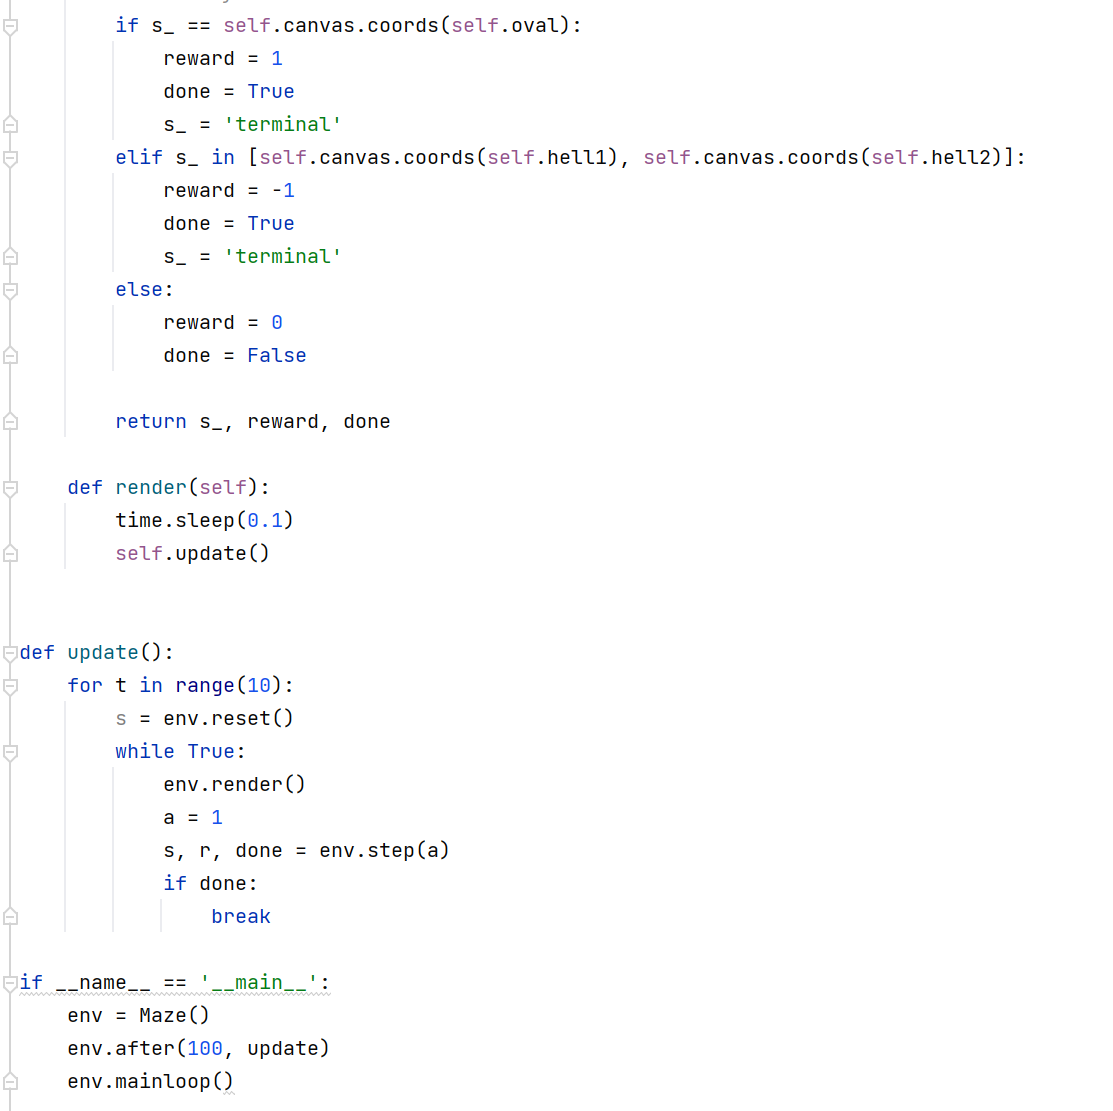 if s_ == self.canvas.coords(self.oval):
reward = 1
done = True
s_ = 'terminal'
elif s_ in [self.canvas.coords(self.hell1), self.canvas.coords(self.hell2)]:
reward = -1
done = True
s_ = 'terminal'
else:
reward = 0
done = False
return s_, reward, done
def render(self):
time.sleep(0.1)
self.update()
def update():
for t in range(10):
s = env.reset()
while True:
env.render()
a = 1
s, r, done = env.step(a)
if done:
break
if __name__ == '__main__':
env = Maze()
env.after(100, update)
env.mainloop()